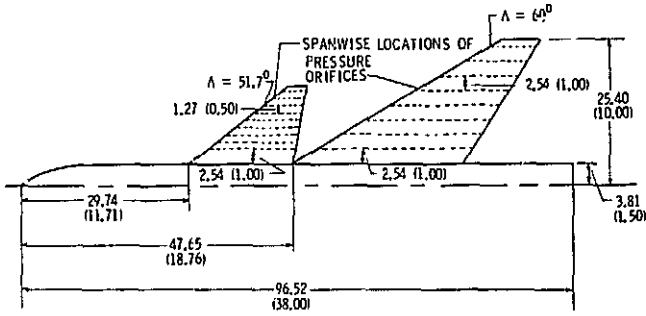 Λ = 60⁰
SPANWISE LOCATIONS OF
PRESSURE
ORIFICES
Λ = 51.7⁰
1.27 (0.50)
2.54 (1.00)
25.40
(10.00)
2.54 (1.00)
2.54 (1.00)
3.81
(1.50)
29.74
(11.71)
47.65
(18.76)
96.52
(38.00)